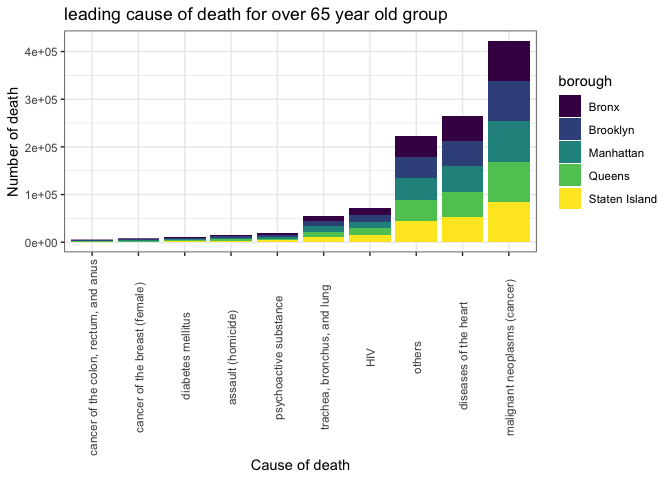 leading cause of death for over 65 year old group
4e+05
3e+05
2e+05
1e+05
0e+00
Number of death
borough
Bronx
Brooklyn
Manhattan
Queens
Staten Island
cancer of the colon, rectum, and anus
cancer of the breast (female)
diabetes mellitus
assault (homicide)
psychoactive substance
trachea, bronchus, and lung
HIV
others
diseases of the heart
malignant neoplasms (cancer)
Cause of death